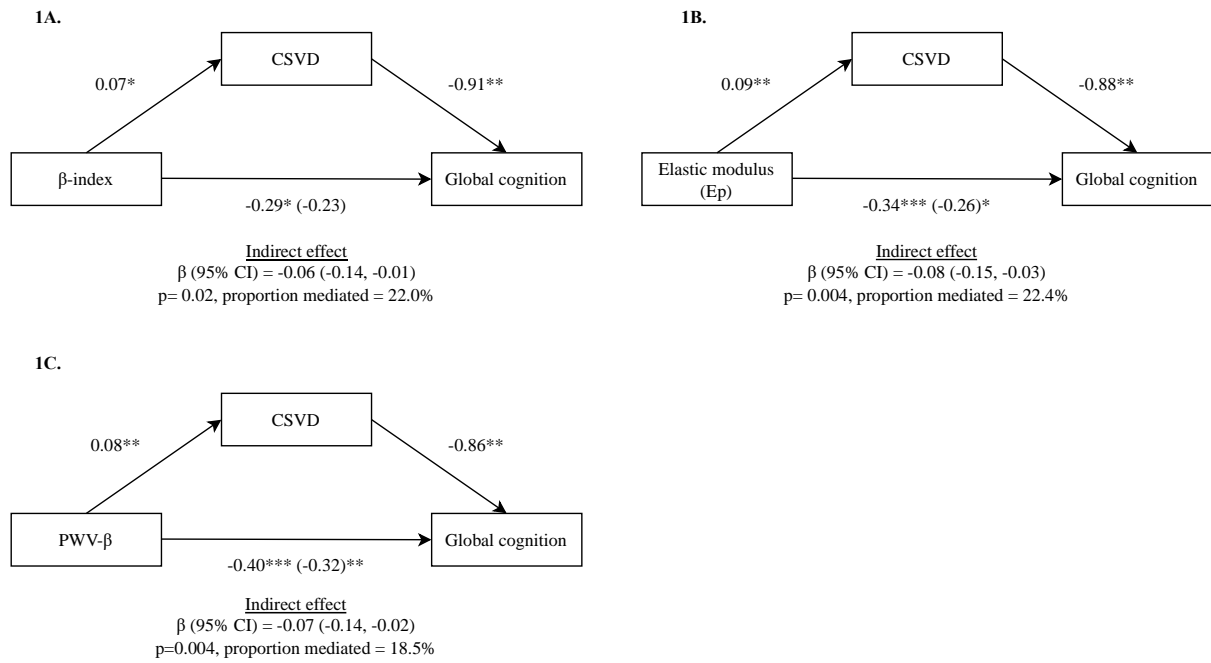 1A.
CSVD
0.07*
-0.91**
β-index
Global cognition
-0.29* (-0.23)
Indirect effect
β (95% CI) = -0.06 (-0.14, -0.01)
p= 0.02, proportion mediated = 22.0%
1B.
CSVD
0.09**
-0.88**
Elastic modulus
(Ep)
Global cognition
-0.34*** (-0.26)*
Indirect effect
β (95% CI) = -0.08 (-0.15, -0.03)
p= 0.004, proportion mediated = 22.4%
1C.
CSVD
0.08**
-0.86**
PWV-β
Global cognition
-0.40*** (-0.32)**
Indirect effect
β (95% CI) = -0.07 (-0.14, -0.02)
p=0.004, proportion mediated = 18.5%